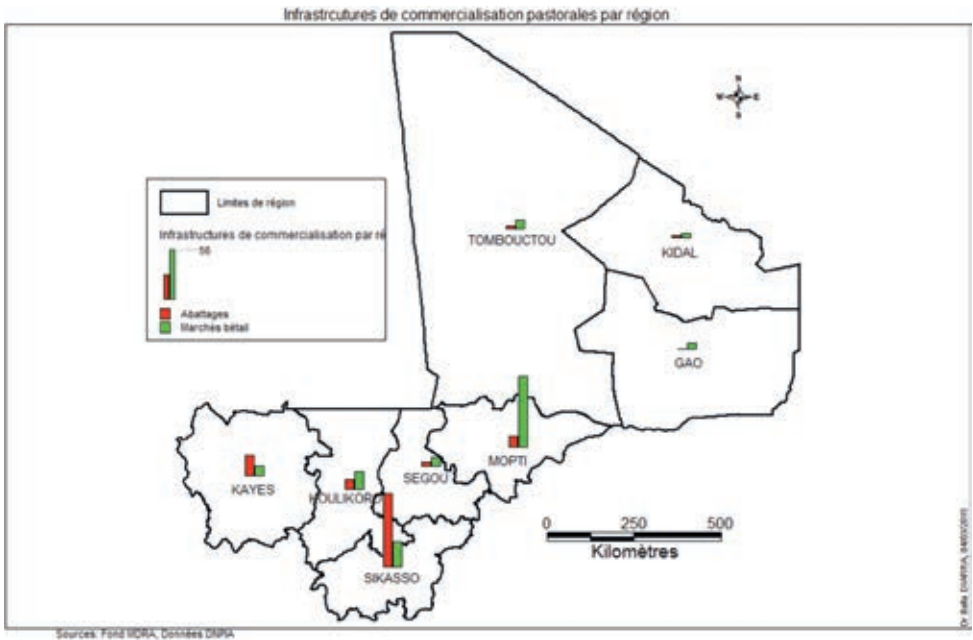 Infrastrcutures de commercialisation pastorales par région
N
W E
S
Limites de région
Infrastructures de commercialisation par ré
56
Abattages
Marchés bétail
TOMBOUCTOU
KIDAL
GAO
MOPTI
SEGOU
KAYES
KOULIKORO
SIKASSO
0 250 500
Kilomètres
Sources: Fond MDRA, Données DNPIA